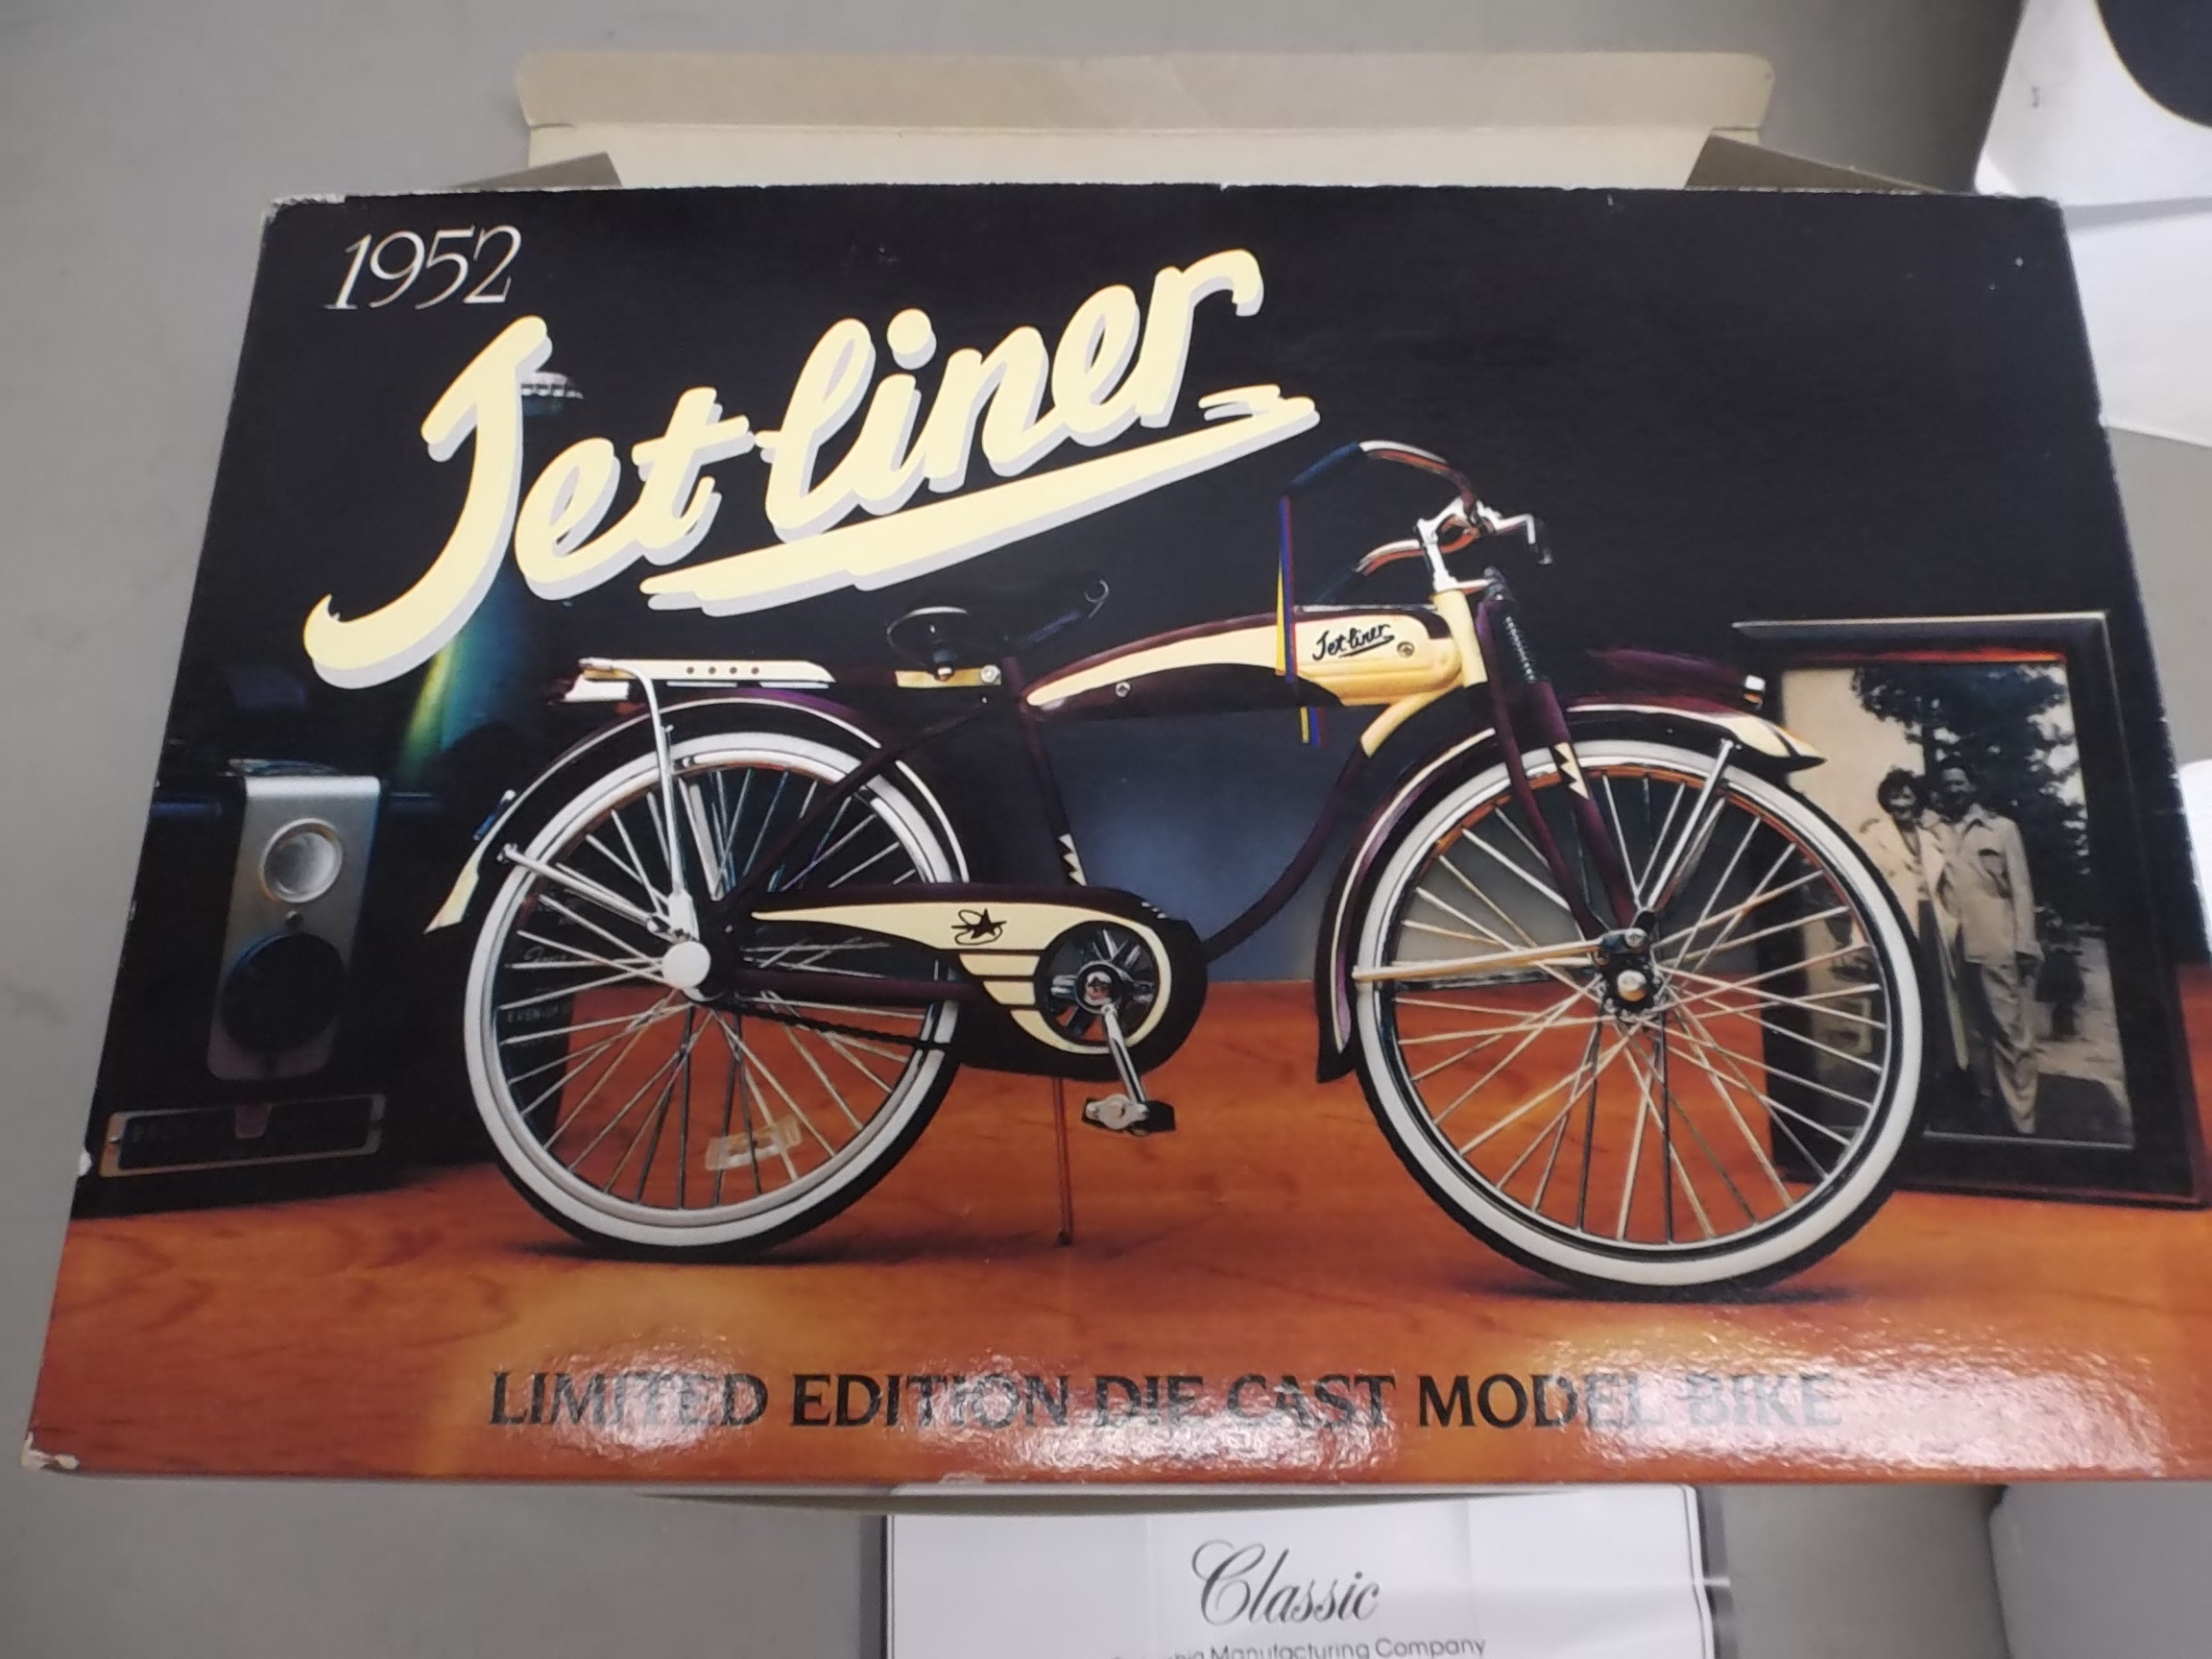 1952
Jet-liner
Jet-liner
LIMITED EDITION DIE CAST MODEL BIKE
Classic
Manufacturing Company